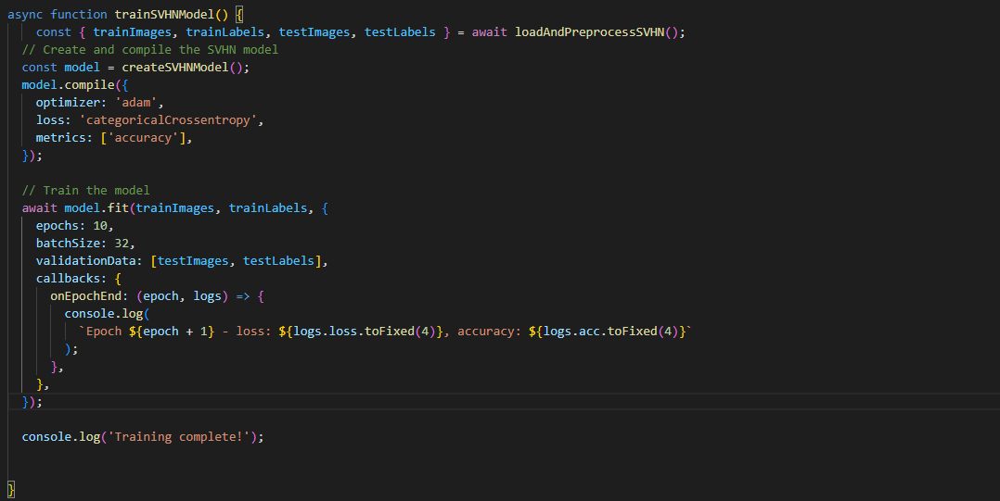 async function trainSVHNModel() {
    const { trainImages, trainLabels, testImages, testLabels } = await loadAndPreprocessSVHN();
  // Create and compile the SVHN model
  const model = createSVHNModel();
  model.compile({
    optimizer: 'adam',
    loss: 'categoricalCrossentropy',
    metrics: ['accuracy'],
  });

  // Train the model
  await model.fit(trainImages, trainLabels, {
    epochs: 10,
    batchSize: 32,
    validationData: [testImages, testLabels],
    callbacks: {
      onEpochEnd: (epoch, logs) => {
        console.log(
          `Epoch ${epoch + 1} - loss: ${logs.loss.toFixed(4)}, accuracy: ${logs.acc.toFixed(4)}`
        );
      },
    },
  });

  console.log('Training complete!');


}